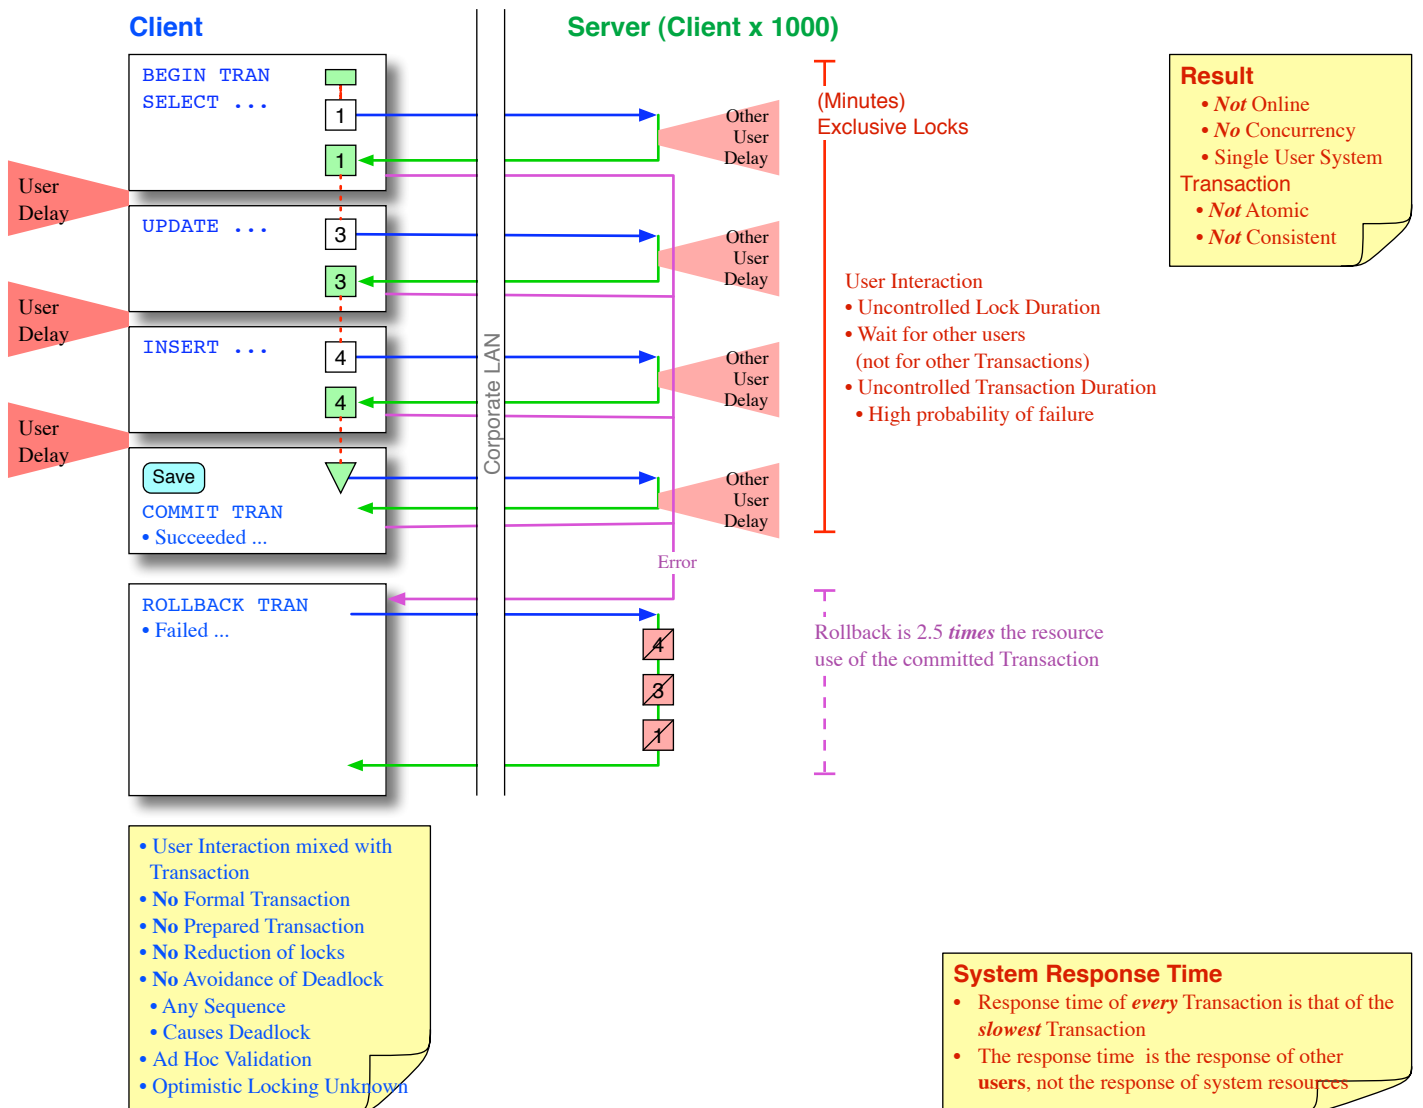 Client
Server (Client x 1000)
BEGIN TRAN
SELECT ...
1
1
User
Delay
UPDATE ...
3
3
User
Delay
INSERT ...
4
4
User
Delay
Save
COMMIT TRAN
• Succeeded ...
ROLLBACK TRAN
• Failed ...
Corporate LAN
Other
User
Delay
Other
User
Delay
Other
User
Delay
Other
User
Delay
Error
4
3
1
(Minutes)
Exclusive Locks
User Interaction
• Uncontrolled Lock Duration
• Wait for other users
(not for other Transactions)
• Uncontrolled Transaction Duration
• High probability of failure
Rollback is 2.5 times the resource
use of the committed Transaction
Result
• Not Online
• No Concurrency
• Single User System
Transaction
• Not Atomic
• Not Consistent
• User Interaction mixed with
Transaction
• No Formal Transaction
• No Prepared Transaction
• No Reduction of locks
• No Avoidance of Deadlock
• Any Sequence
• Causes Deadlock
• Ad Hoc Validation
• Optimistic Locking Unknown
System Response Time
• Response time of every Transaction is that of the
slowest Transaction
• The response time is the response of other
users, not the response of system resources